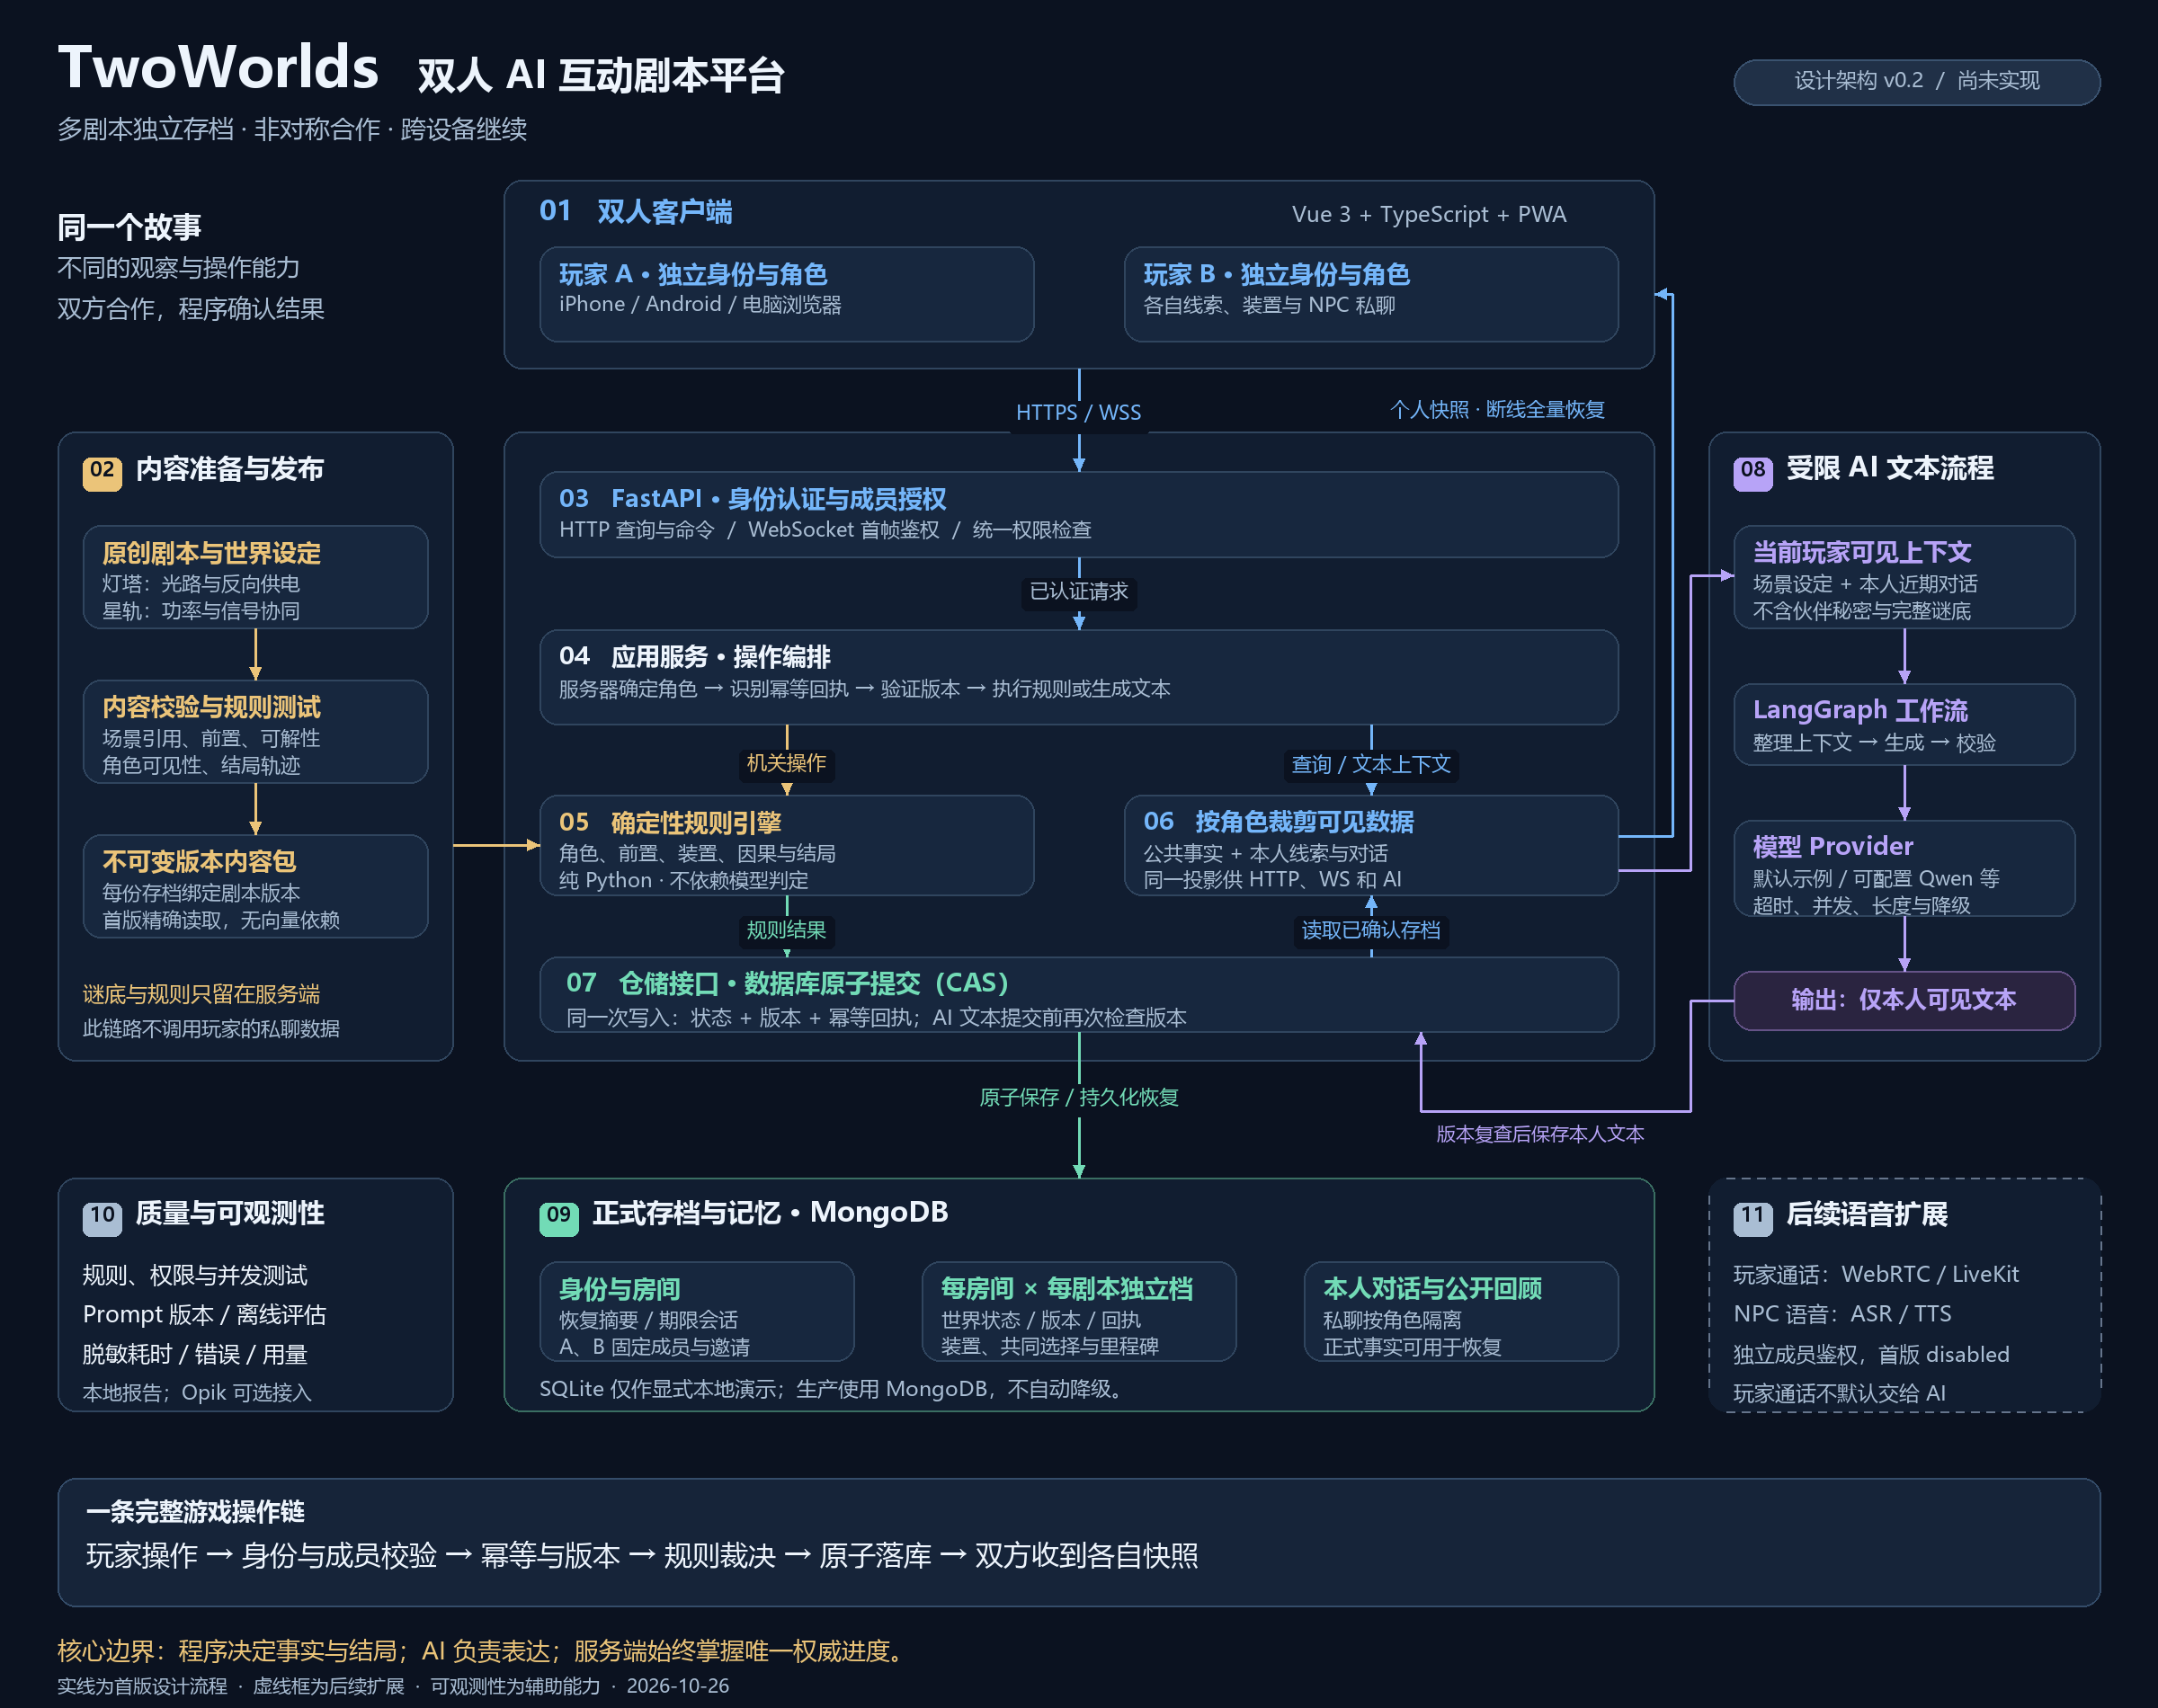 TwoWorlds 双人 AI 互动剧本平台
设计架构 v0.2 / 尚未实现
多剧本独立存档 · 非对称合作 · 跨设备继续
同一个故事
不同的观察与操作能力
双方合作，程序确认结果
01 双人客户端
Vue 3 + TypeScript + PWA
玩家 A • 独立身份与角色
iPhone / Android / 电脑浏览器
玩家 B • 独立身份与角色
各自线索、装置与 NPC 私聊
HTTPS / WSS
个人快照 · 断线全量恢复
02 内容准备与发布
原创剧本与世界设定
灯塔：光路与反向供电
星轨：功率与信号协同
内容校验与规则测试
场景引用、前置、可解性
角色可见性、结局轨迹
不可变版本内容包
每份存档绑定剧本版本
首版精确读取，无向量依赖
谜底与规则只留在服务端
此链路不调用玩家的私聊数据
03 FastAPI • 身份认证与成员授权
HTTP 查询与命令 / WebSocket 首帧鉴权 / 统一权限检查
已认证请求
04 应用服务 • 操作编排
服务器确定角色 → 识别幂等回执 → 验证版本 → 执行规则或生成文本
机关操作
查询 / 文本上下文
05 确定性规则引擎
角色、前置、装置、因果与结局
纯 Python · 不依赖模型判定
06 按角色裁剪可见数据
公共事实 + 本人线索与对话
同一投影供 HTTP、WS 和 AI
规则结果
读取已确认存档
07 仓储接口 • 数据库原子提交（CAS）
同一次写入：状态 + 版本 + 幂等回执；AI 文本提交前再次检查版本
08 受限 AI 文本流程
当前玩家可见上下文
场景设定 + 本人近期对话
不含伙伴秘密与完整谜底
LangGraph 工作流
整理上下文 → 生成 → 校验
模型 Provider
默认示例 / 可配置 Qwen 等
超时、并发、长度与降级
输出：仅本人可见文本
原子保存 / 持久化恢复
版本复查后保存本人文本
10 质量与可观测性
规则、权限与并发测试
Prompt 版本 / 离线评估
脱敏耗时 / 错误 / 用量
本地报告；Opik 可选接入
09 正式存档与记忆 • MongoDB
身份与房间
恢复摘要 / 期限会话
A、B 固定成员与邀请
每房间 × 每剧本独立档
世界状态 / 版本 / 回执
装置、共同选择与里程碑
本人对话与公开回顾
私聊按角色隔离
正式事实可用于恢复
SQLite 仅作显式本地演示；生产使用 MongoDB，不自动降级。
11 后续语音扩展
玩家通话：WebRTC / LiveKit
NPC 语音：ASR / TTS
独立成员鉴权，首版 disabled
玩家通话不默认交给 AI
一条完整游戏操作链
玩家操作 → 身份与成员校验 → 幂等与版本 → 规则裁决 → 原子落库 → 双方收到各自快照
核心边界：程序决定事实与结局；AI 负责表达；服务端始终掌握唯一权威进度。
实线为首版设计流程 · 虚线框为后续扩展 · 可观测性为辅助能力 · 2026-10-26